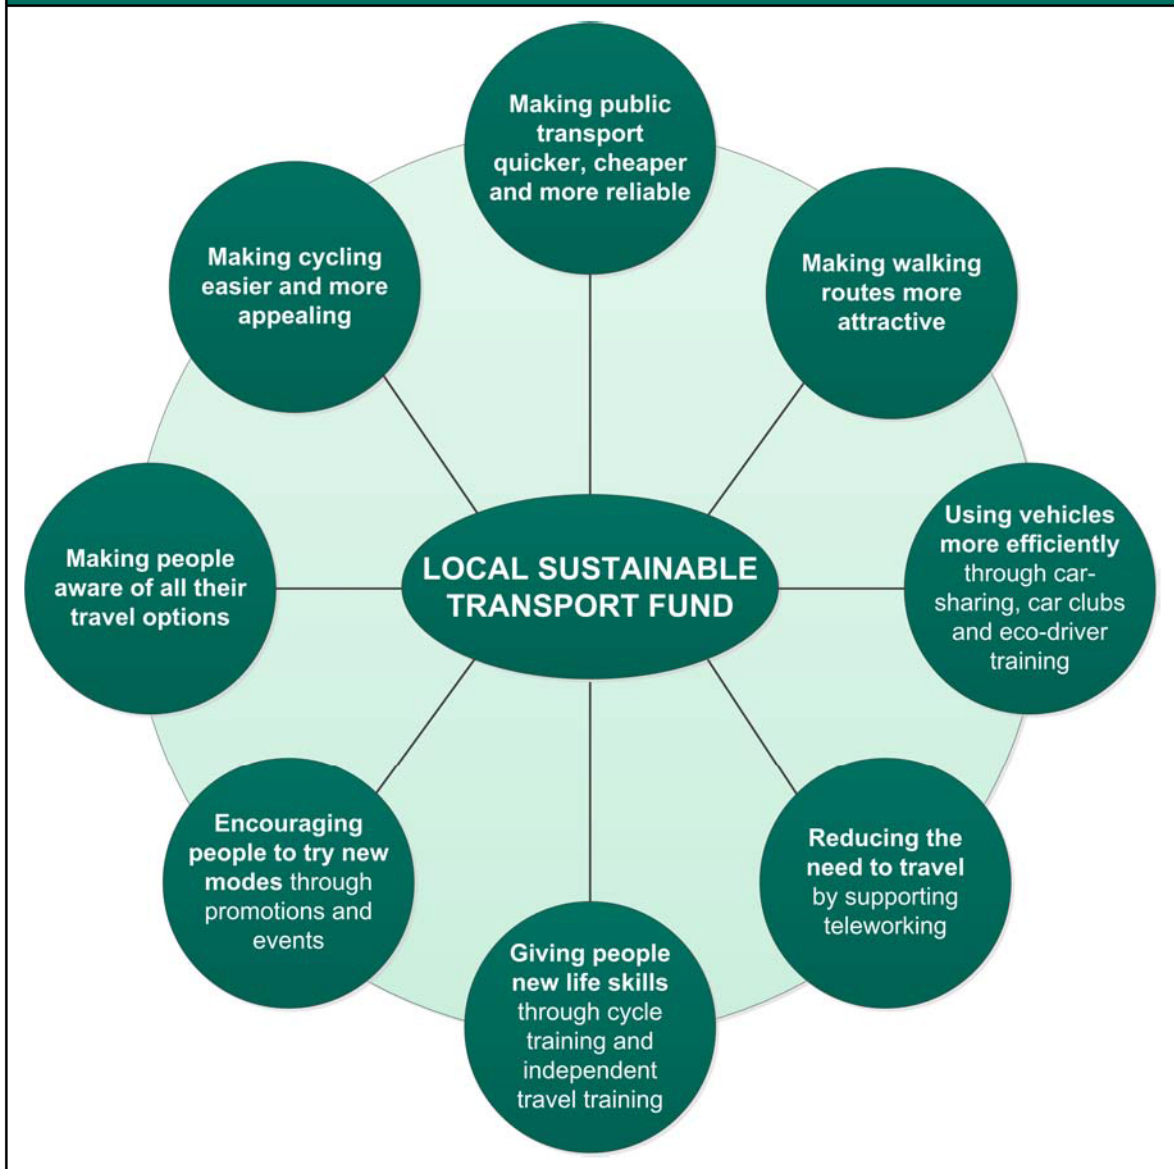 Making public
transport
quicker, cheaper
and more reliable
Making walking
routes more
attractive
Using vehicles
more efficiently
through car-
sharing, car clubs
and eco-driver
training
Reducing the
need to travel
by supporting
teleworking
Giving people
new life skills
through cycle
training and
independent
travel training
Encouraging
people to try new
modes through
promotions and
events
Making people
aware of all their
travel options
Making cycling
easier and more
appealing
LOCAL SUSTAINABLE
TRANSPORT FUND